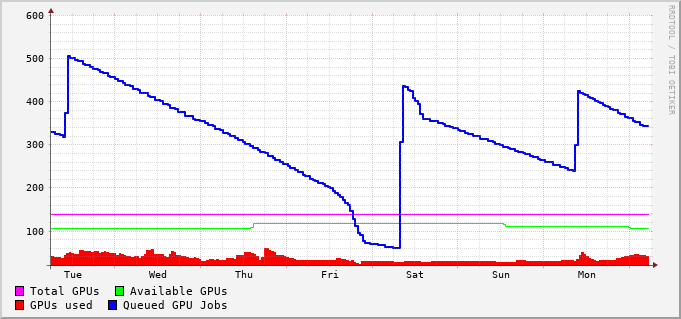 600
500
400
300
200
100
Tue Wed Thu Fri Sat Sun Mon
Total GPUs Available GPUs
GPUs used Queued GPU Jobs
RRDTOOL / TOBI OETIKER